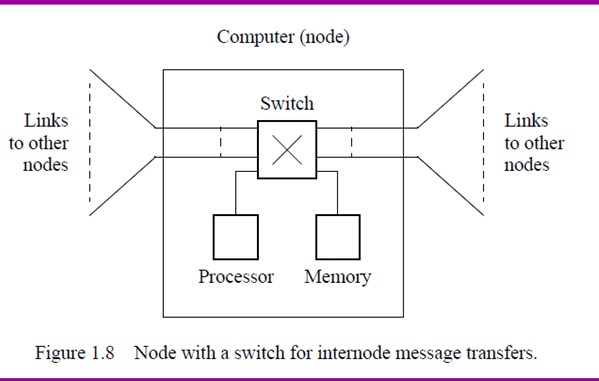 Computer (node)
Switch
Links
to other
nodes
Links
to other
nodes
Processor
Memory
Figure 1.8 Node with a switch for internode message transfers.